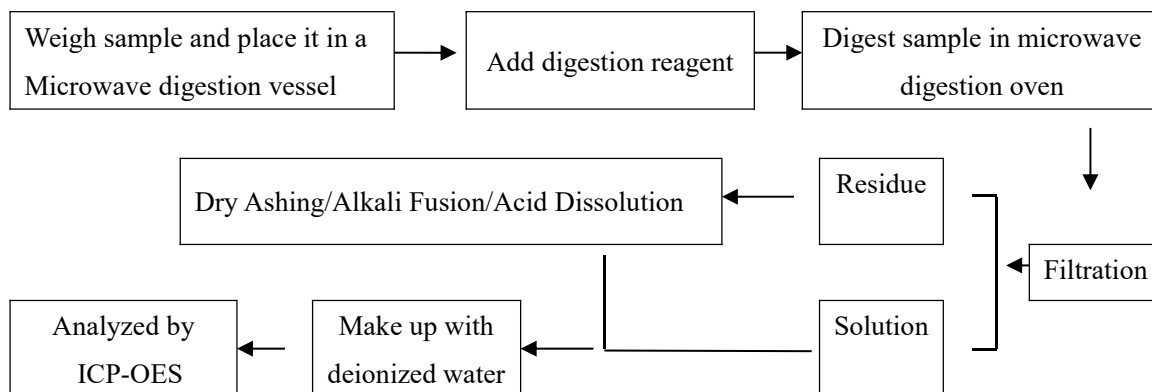 Weigh sample and place it in a
Microwave digestion vessel
Add digestion reagent
Digest sample in microwave
digestion oven
Filtration
Residue
Dry Ashing/Alkali Fusion/Acid Dissolution
Solution
Make up with
deionized water
Analyzed by
ICP-OES